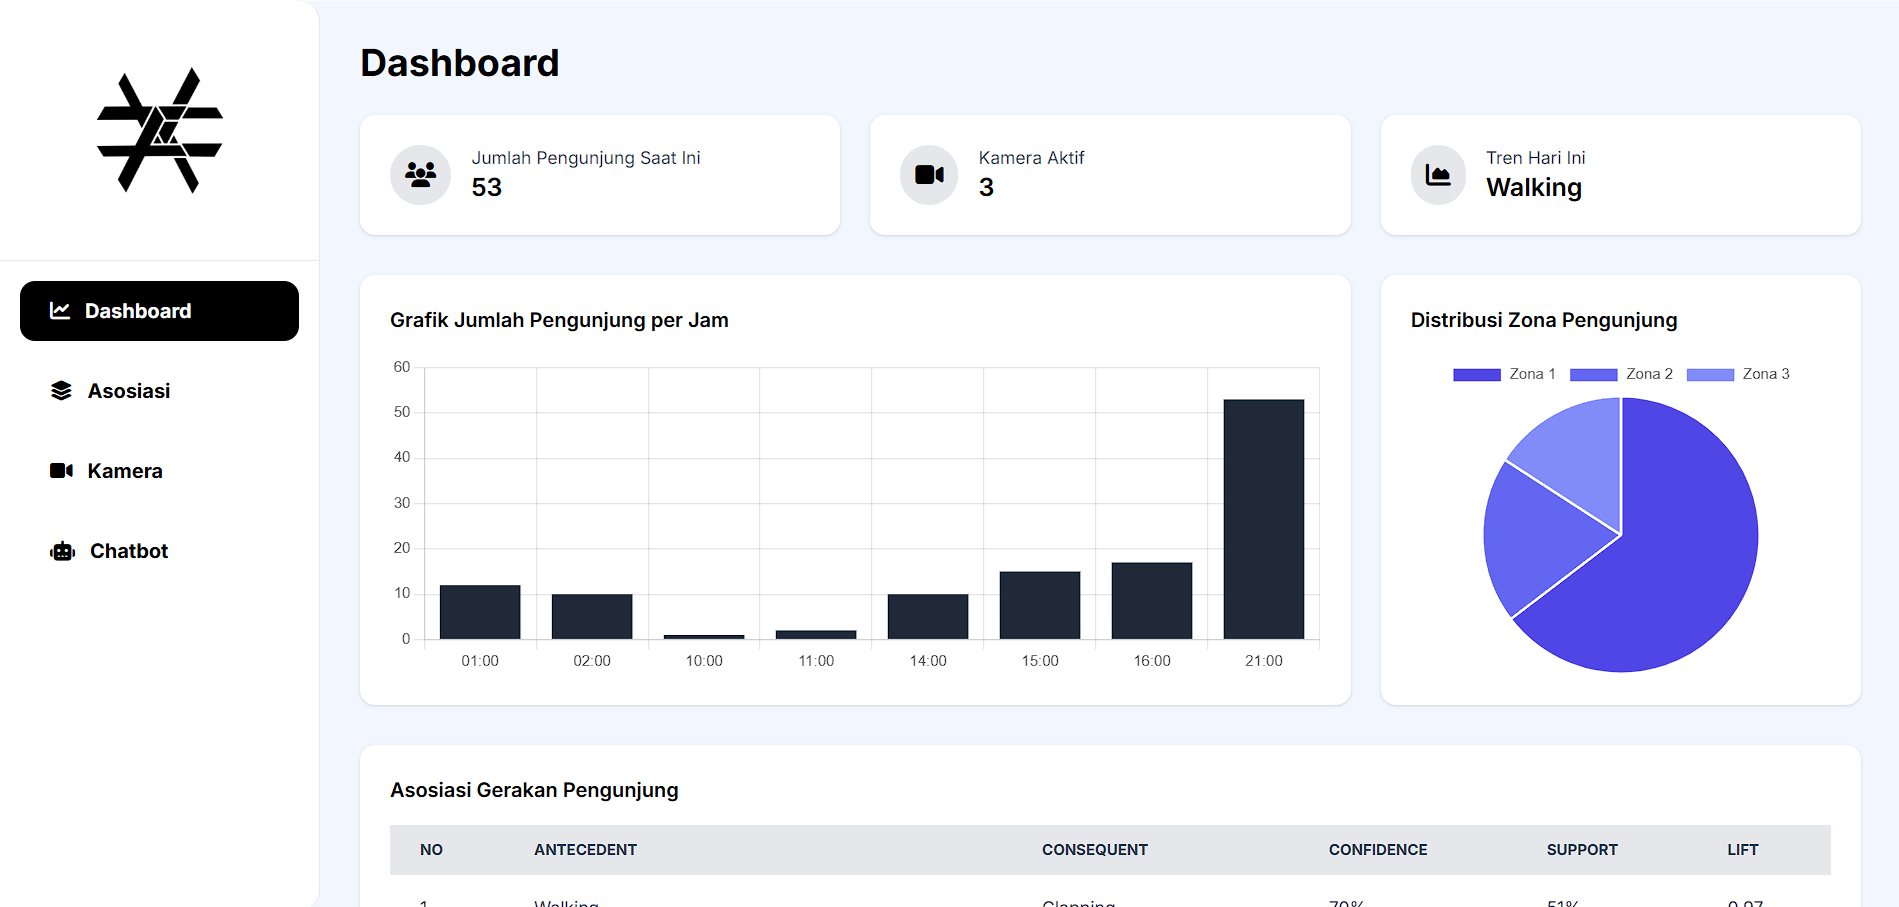 Dashboard
Asosiasi
Kamera
Chatbot
Dashboard
Jumlah Pengunjung Saat Ini
53
Kamera Aktif
3
Tren Hari Ini
Walking
Grafik Jumlah Pengunjung per Jam
60
50
40
30
20
10
0
01:00 02:00 10:00 11:00 14:00 15:00 16:00 21:00
Distribusi Zona Pengunjung
Zona 1 Zona 2 Zona 3
Asosiasi Gerakan Pengunjung
NO ANTECEDENT CONSEQUENT CONFIDENCE SUPPORT LIFT
1 Walking 70% 51% 0.97